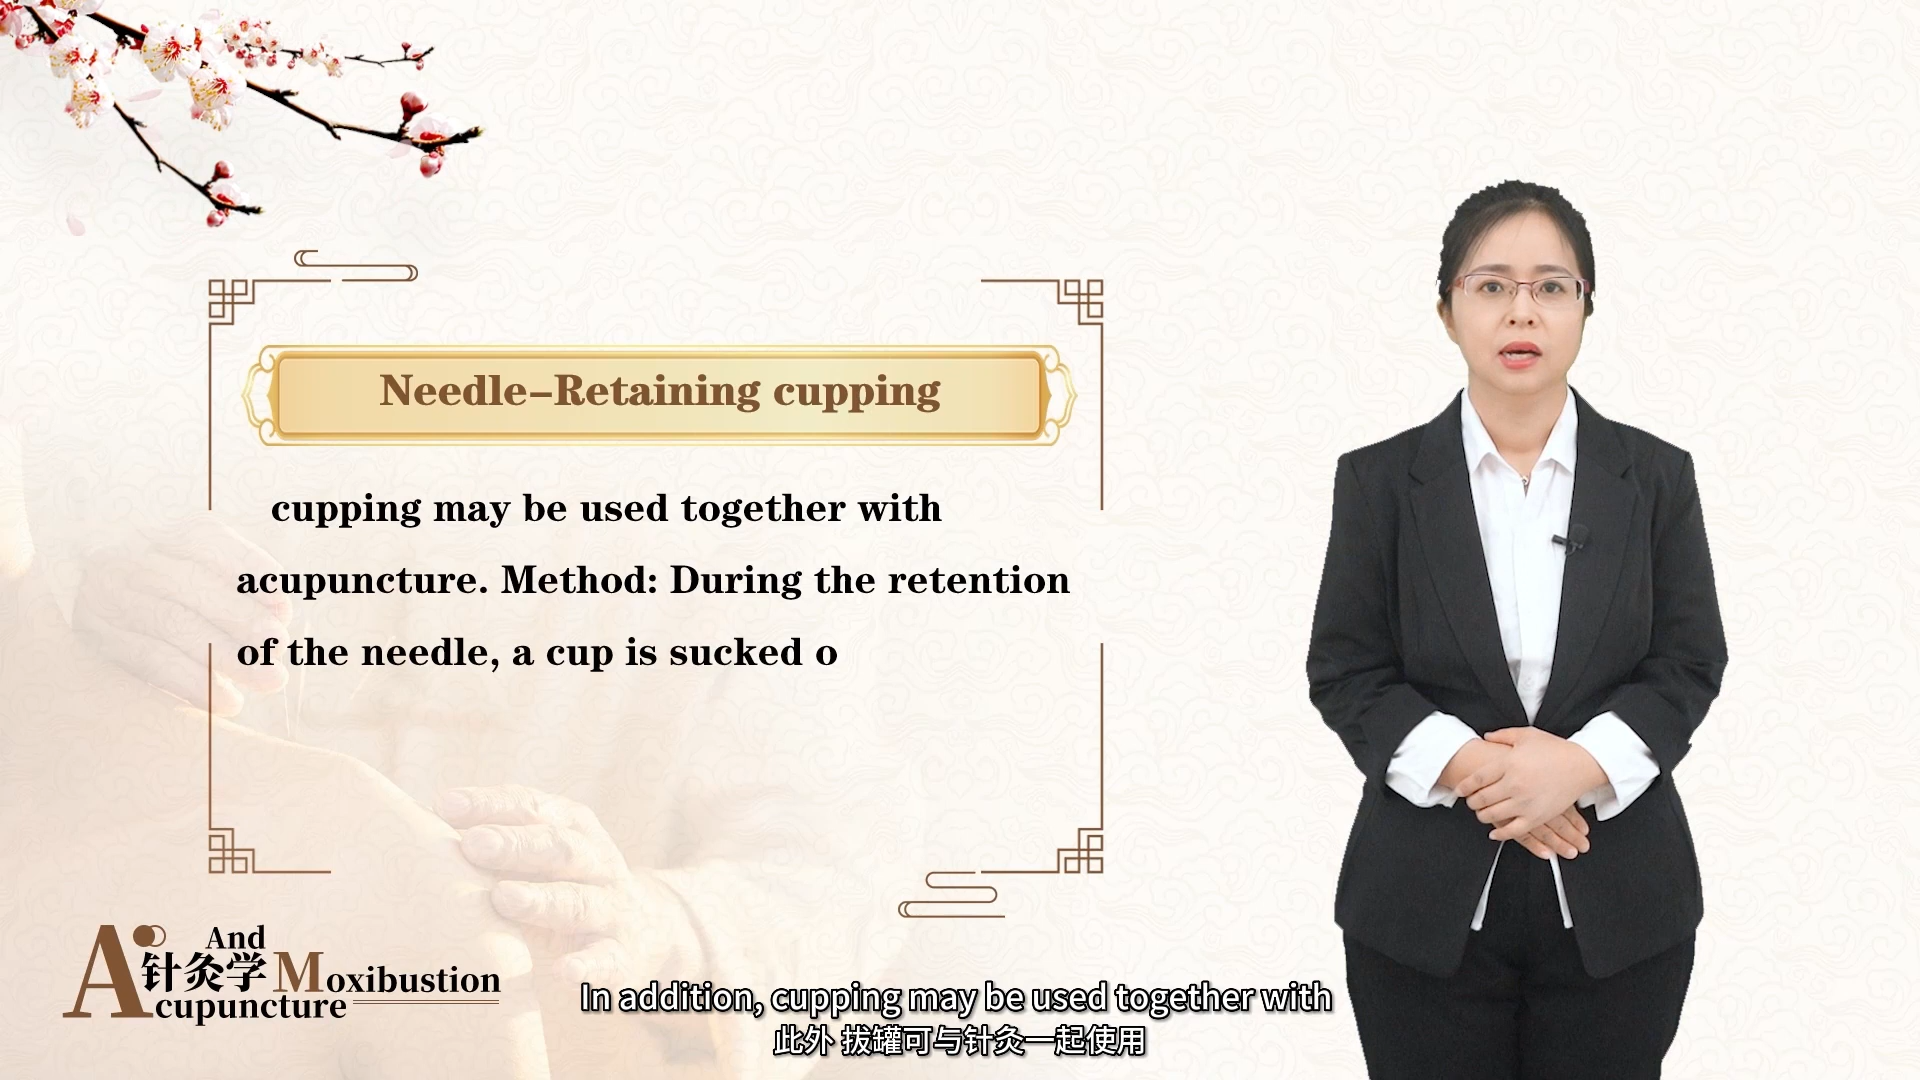 Needle-Retaining cupping
cupping may be used together with
acupuncture. Method: During the retention
of the needle, a cup is sucked o
And
针灸学 Moxibustion
Acupuncture
In addition, cupping may be used together with
此外 拔罐可与针灸一起使用